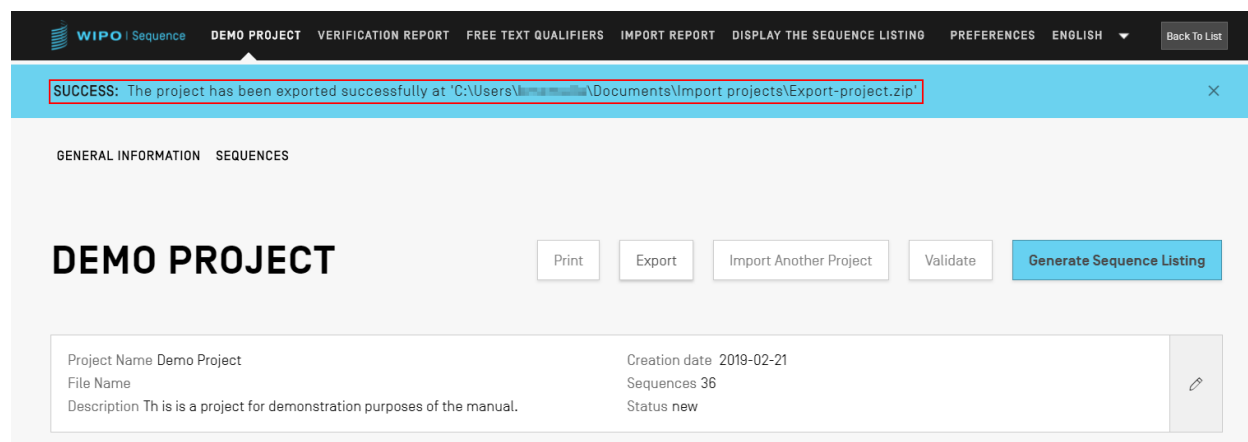 WIPO | Sequence DEMO PROJECT VERIFICATION REPORT FREE TEXT QUALIFIERS IMPORT REPORT DISPLAY THE SEQUENCE LISTING PREFERENCES ENGLISH Back To List
SUCCESS: The project has been exported successfully at 'C:\Users\ \Documents\Import projects\Export-project.zip'
GENERAL INFORMATION SEQUENCES
DEMO PROJECT Print Export Import Another Project Validate Generate Sequence Listing
Project Name Demo Project Creation date 2019-02-21
File Name Sequences 36
Description Th is is a project for demonstration purposes of the manual. Status new